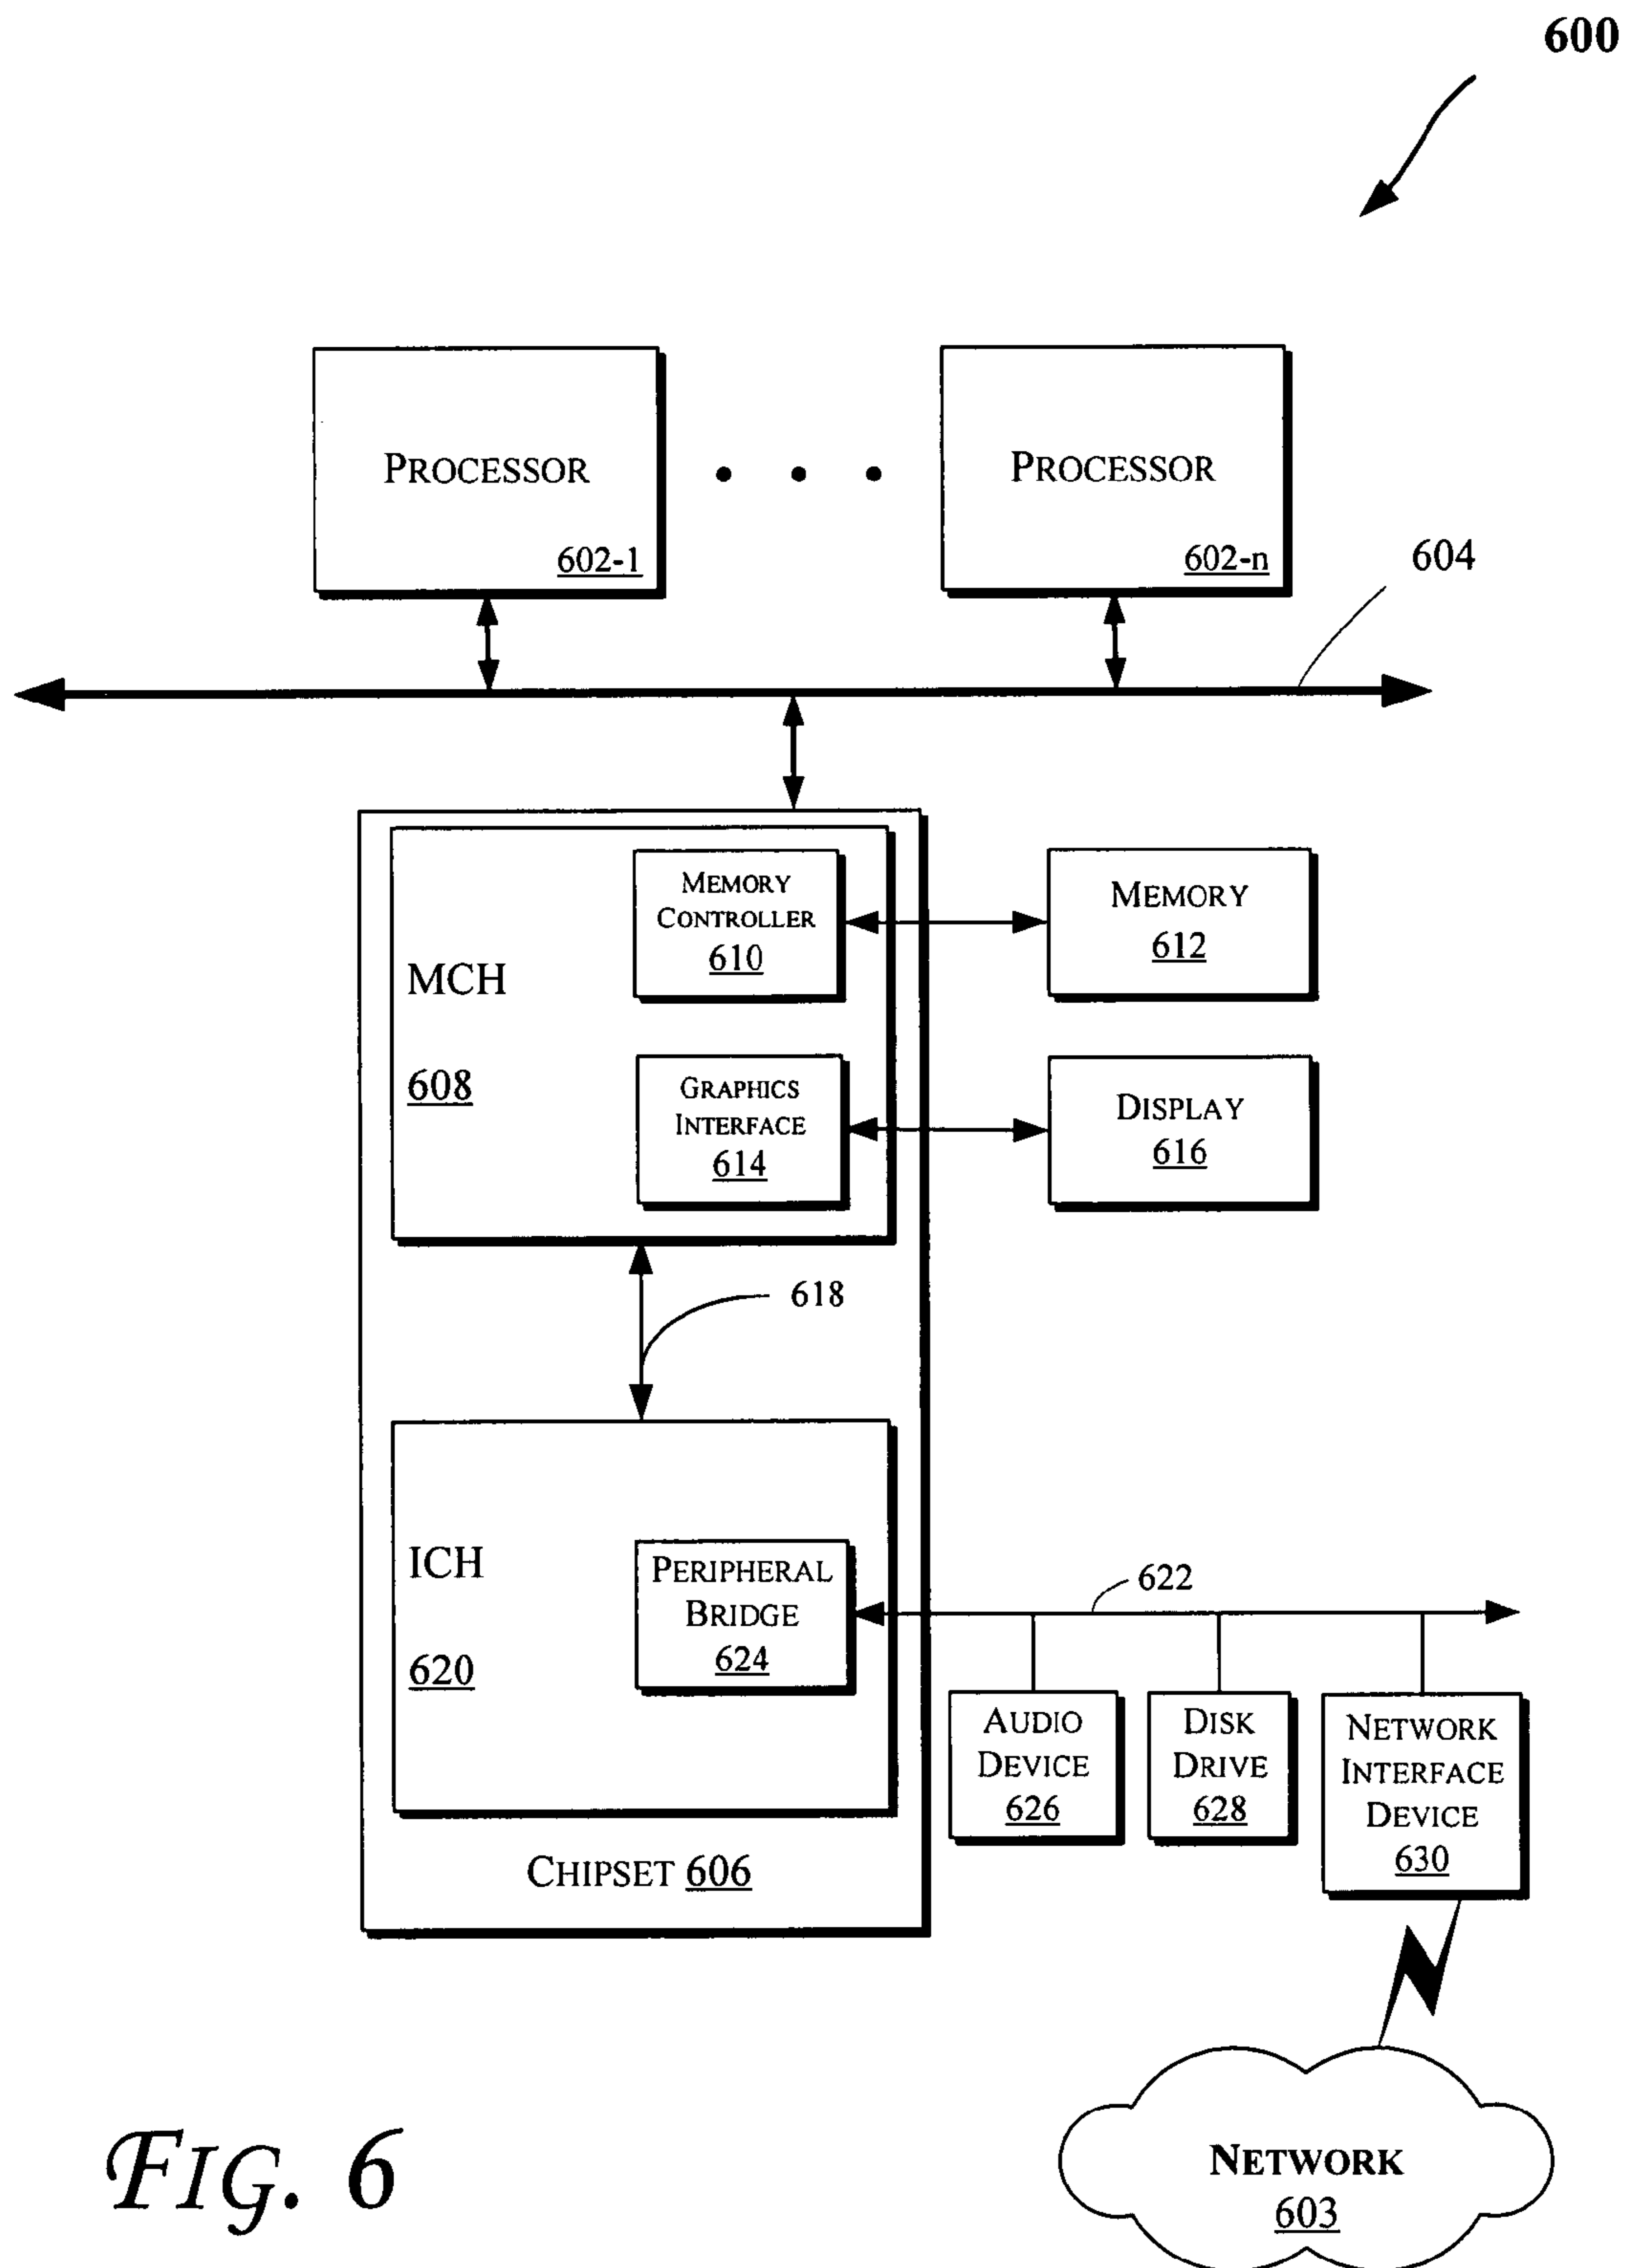 600
PROCESSOR
602-1
PROCESSOR
602-n
604
MEMORY
CONTROLLER
610
MEMORY
612
MCH
608
GRAPHICS
INTERFACE
614
DISPLAY
616
618
ICH
620
PERIPHERAL
BRIDGE
624
622
AUDIO
DEVICE
626
DISK
DRIVE
628
NETWORK
INTERFACE
DEVICE
630
CHIPSET 606
NETWORK
603
FIG. 6